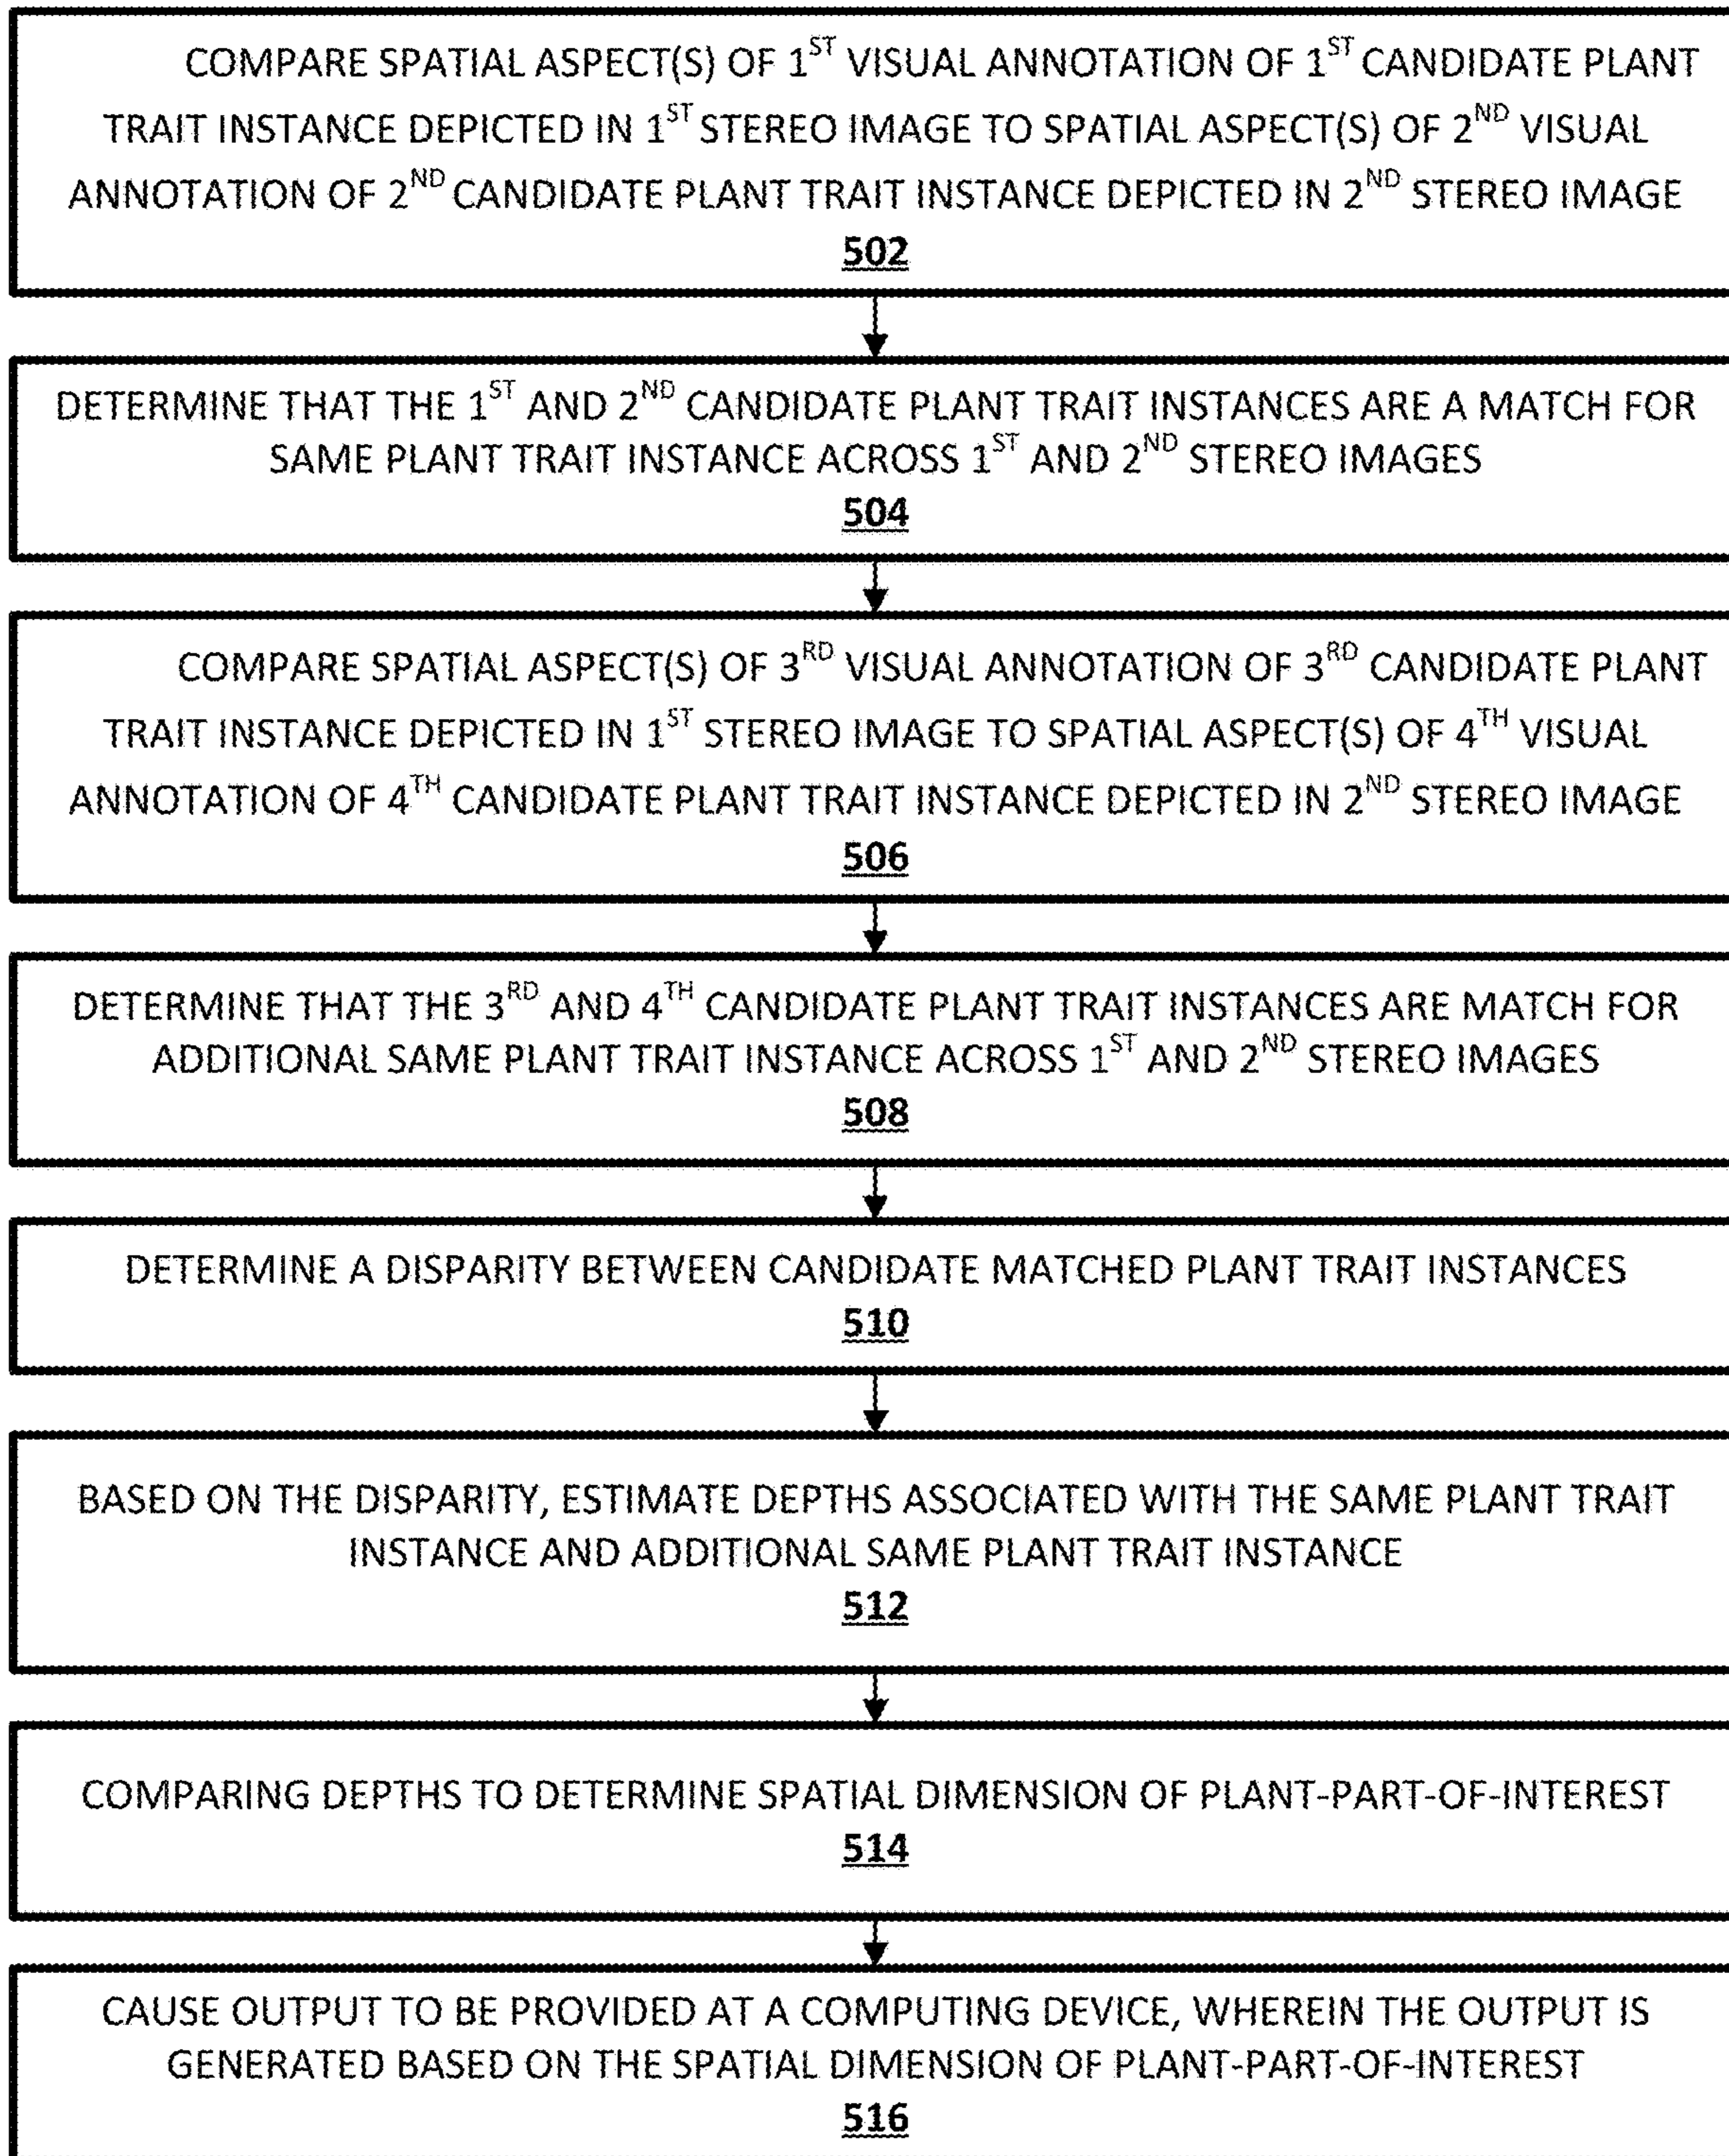 COMPARE SPATIAL ASPECT(S) OF 1ST VISUAL ANNOTATION OF 1ST CANDIDATE PLANT
TRAIT INSTANCE DEPICTED IN 1ST STEREO IMAGE TO SPATIAL ASPECT(S) OF 2ND VISUAL
ANNOTATION OF 2ND CANDIDATE PLANT TRAIT INSTANCE DEPICTED IN 2ND STEREO IMAGE
502
DETERMINE THAT THE 1ST AND 2ND CANDIDATE PLANT TRAIT INSTANCES ARE A MATCH FOR
SAME PLANT TRAIT INSTANCE ACROSS 1ST AND 2ND STEREO IMAGES
504
COMPARE SPATIAL ASPECT(S) OF 3RD VISUAL ANNOTATION OF 3RD CANDIDATE PLANT
TRAIT INSTANCE DEPICTED IN 1ST STEREO IMAGE TO SPATIAL ASPECT(S) OF 4TH VISUAL
ANNOTATION OF 4TH CANDIDATE PLANT TRAIT INSTANCE DEPICTED IN 2ND STEREO IMAGE
506
DETERMINE THAT THE 3RD AND 4TH CANDIDATE PLANT TRAIT INSTANCES ARE MATCH FOR
ADDITIONAL SAME PLANT TRAIT INSTANCE ACROSS 1ST AND 2ND STEREO IMAGES
508
DETERMINE A DISPARITY BETWEEN CANDIDATE MATCHED PLANT TRAIT INSTANCES
510
BASED ON THE DISPARITY, ESTIMATE DEPTHS ASSOCIATED WITH THE SAME PLANT TRAIT
INSTANCE AND ADDITIONAL SAME PLANT TRAIT INSTANCE
512
COMPARING DEPTHS TO DETERMINE SPATIAL DIMENSION OF PLANT-PART-OF-INTEREST
514
CAUSE OUTPUT TO BE PROVIDED AT A COMPUTING DEVICE, WHEREIN THE OUTPUT IS
GENERATED BASED ON THE SPATIAL DIMENSION OF PLANT-PART-OF-INTEREST
516